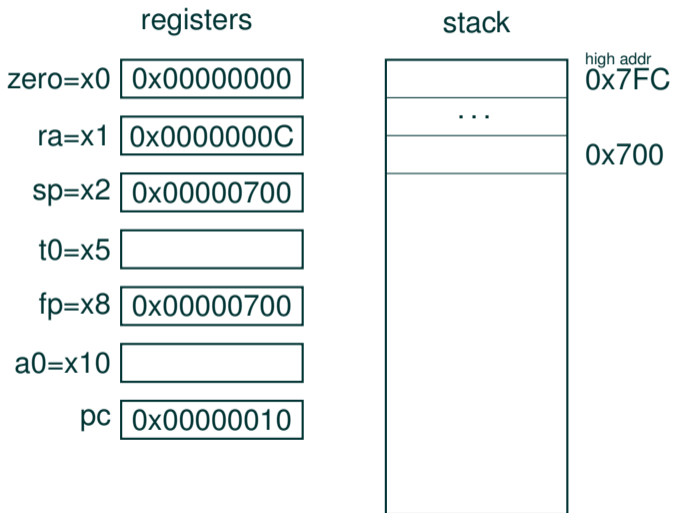 registers
stack
zero=x0 0x00000000
high addr
0x7FC
ra=x1 0x0000000C
...
sp=x2 0x00000700
0x700
t0=x5
fp=x8 0x00000700
a0=x10
pc 0x00000010